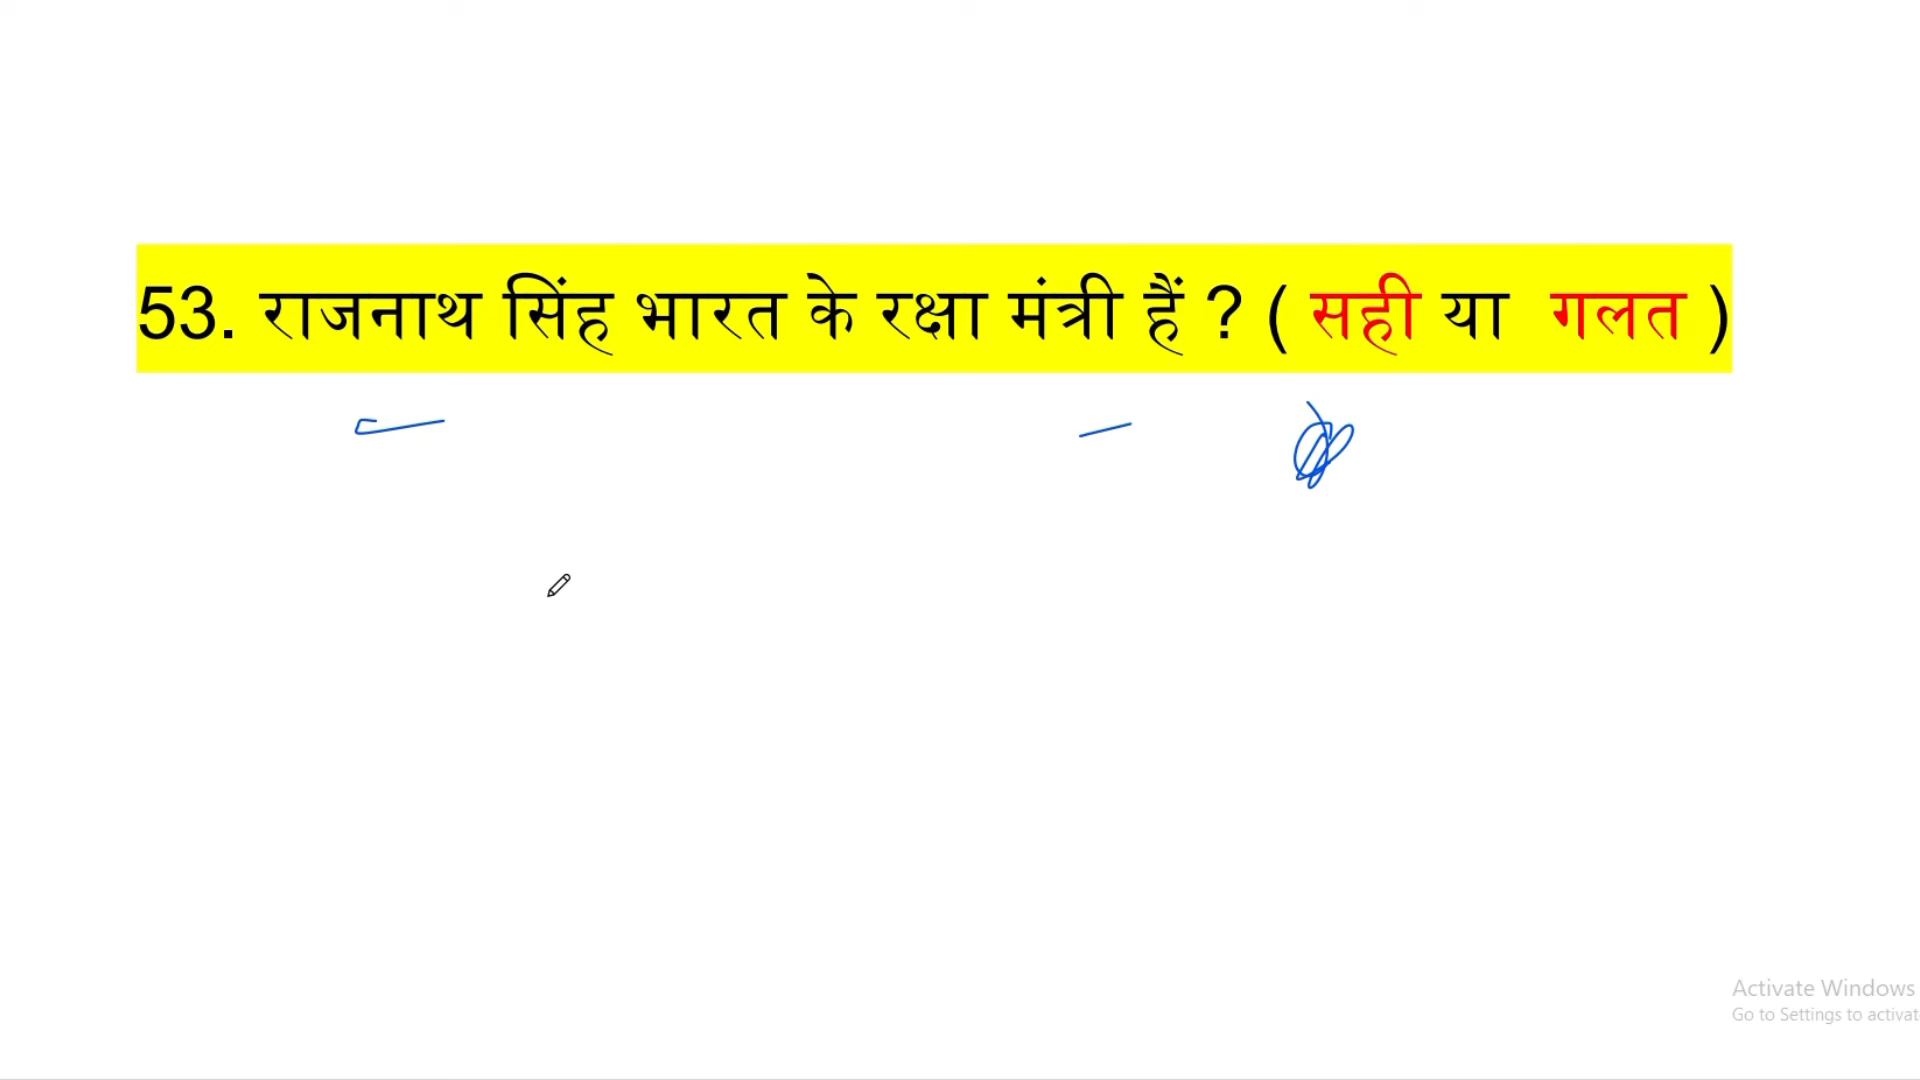 53. राजनाथ सिंह भारत के रक्षा मंत्री हैं ? ( सही या गलत )
Activate Windows
Go to Settings to activat